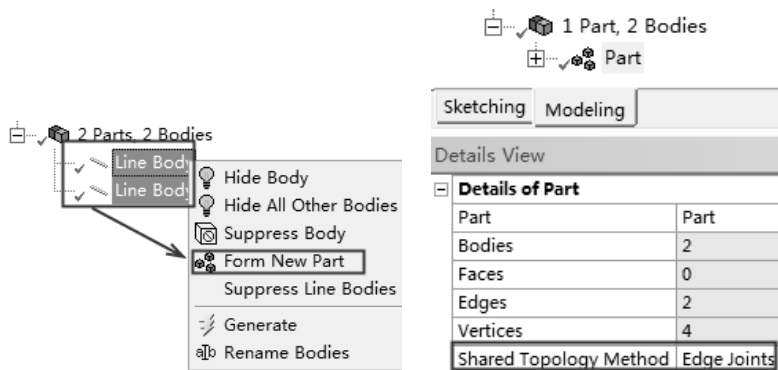 2 Parts, 2 Bodies
Line Body
Line Body
Hide Body
Hide All Other Bodies
Suppress Body
Form New Part
Suppress Line Bodies
Generate
Rename Bodies
1 Part, 2 Bodies
Part
Sketching Modeling
Details View
Details of Part
Part Part
Bodies 2
Faces 0
Edges 2
Vertices 4
Shared Topology Method Edge Joints